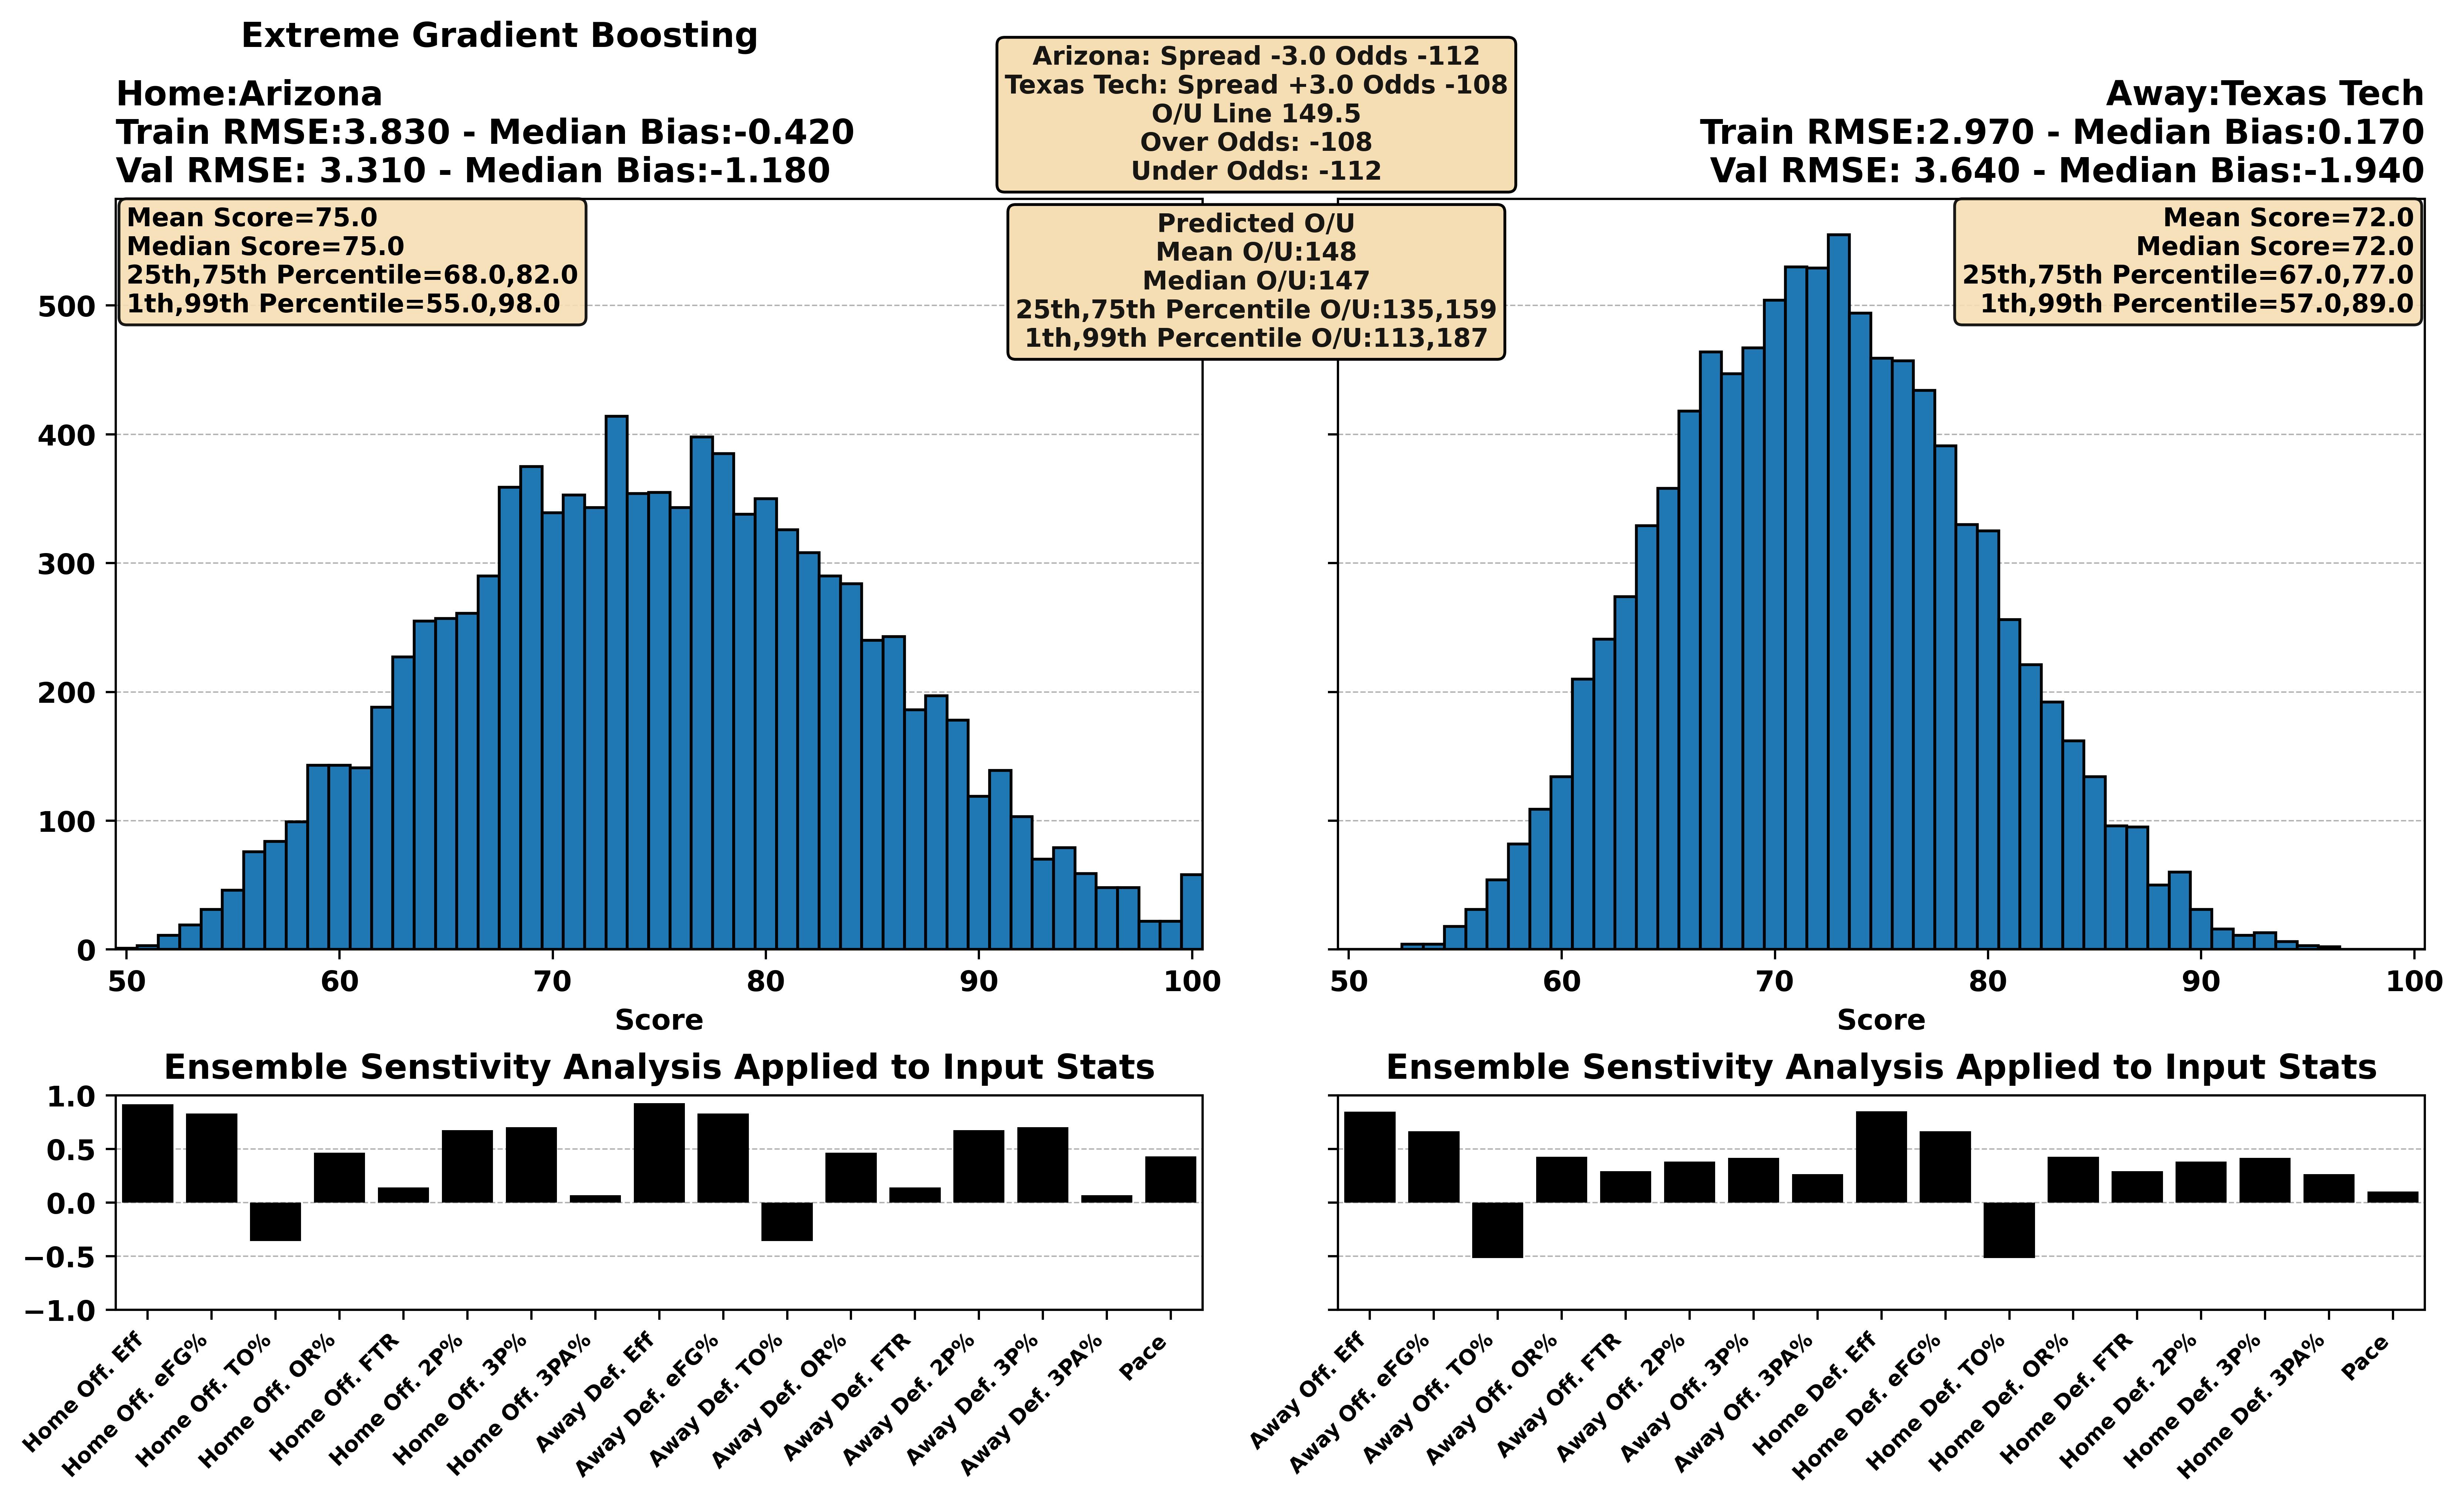 Extreme Gradient Boosting
Home:Arizona
Train RMSE:3.830 - Median Bias:-0.420
Val RMSE: 3.310 - Median Bias:-1.180
Arizona: Spread -3.0 Odds -112
Texas Tech: Spread +3.0 Odds -108
O/U Line 149.5
Over Odds: -108
Under Odds: -112
Away:Texas Tech
Train RMSE:2.970 - Median Bias:0.170
Val RMSE: 3.640 - Median Bias:-1.940
Mean Score=75.0
Median Score=75.0
25th,75th Percentile=68.0,82.0
1th,99th Percentile=55.0,98.0
Predicted O/U
Mean O/U:148
Median O/U:147
25th,75th Percentile O/U:135,159
1th,99th Percentile O/U:113,187
Mean Score=72.0
Median Score=72.0
25th,75th Percentile=67.0,77.0
1th,99th Percentile=57.0,89.0
500
400
300
200
100
0
50 60 70 80 90 100
Score
50 60 70 80 90 100
Score
Ensemble Senstivity Analysis Applied to Input Stats
1.0
0.5
0.0
−0.5
−1.0
Home Off. Eff
Home Off. eFG%
Home Off. TO%
Home Off. OR%
Home Off. FTR
Home Off. 2P%
Home Off. 3P%
Home Off. 3PA%
Away Def. Eff
Away Def. eFG%
Away Def. TO%
Away Def. OR%
Away Def. FTR
Away Def. 2P%
Away Def. 3P%
Away Def. 3PA%
Pace
Ensemble Senstivity Analysis Applied to Input Stats
Away Off. Eff
Away Off. eFG%
Away Off. TO%
Away Off. OR%
Away Off. FTR
Away Off. 2P%
Away Off. 3P%
Away Off. 3PA%
Home Def. Eff
Home Def. eFG%
Home Def. TO%
Home Def. OR%
Home Def. FTR
Home Def. 2P%
Home Def. 3P%
Home Def. 3PA%
Pace